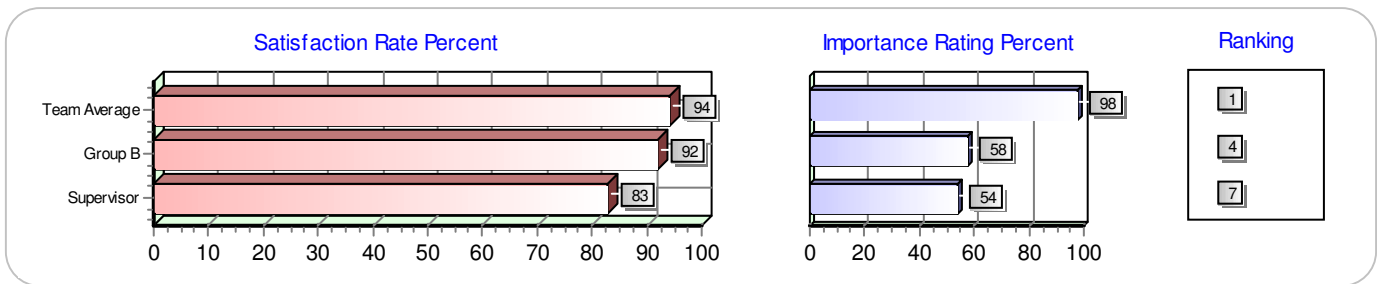 Satisfaction Rate Percent
Team Average
94
Group B
92
Supervisor
83
0 10 20 30 40 50 60 70 80 90 100
Importance Rating Percent
98
58
54
0 20 40 60 80 100
Ranking
1
4
7